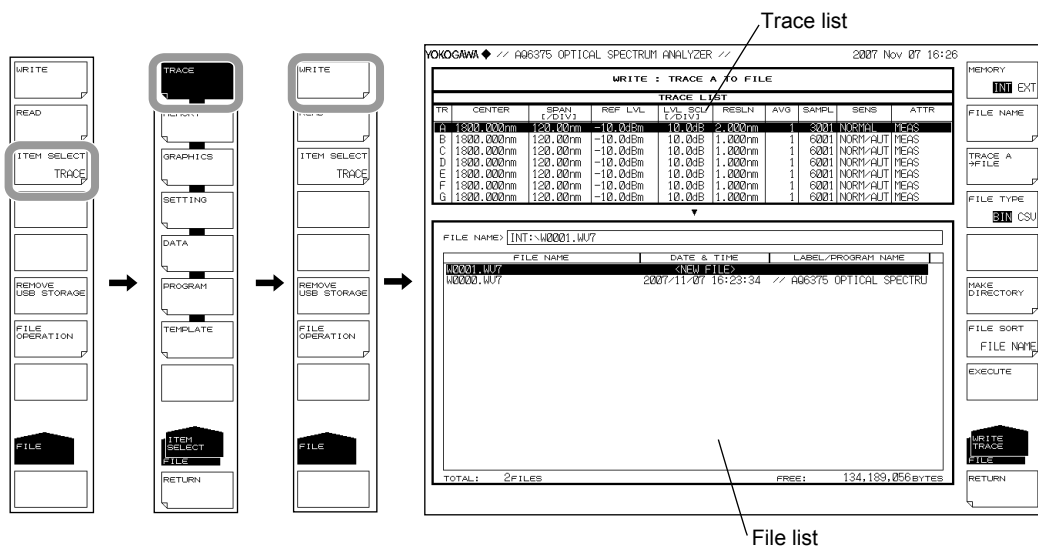 Trace list
WRITE
READ
ITEM SELECT
TRACE
REMOVE
USB STORAGE
FILE
OPERATION
FILE
TRACE
GRAPHICS
SETTING
DATA
PROGRAM
TEMPLATE
ITEM
SELECT
FILE
RETURN
WRITE
ITEM SELECT
TRACE
REMOVE
USB STORAGE
FILE
OPERATION
FILE
YOKOGAWA ◆ // AQ6375 OPTICAL SPECTRUM ANALYZER // 2007 Nov 07 16:26
WRITE : TRACE A TO FILE
TRACE LIST
TR CENTER SPAN [/DIV] REF LVL LVL SCL [/DIV] RESLN AVG SAMPL SENS ATTR
A 1800.000nm 120.00nm -10.0dBm 10.0dB 2.000nm 1 3001 NORMAL MEAS
B 1800.000nm 120.00nm -10.0dBm 10.0dB 1.000nm 1 6001 NORM/AUT MEAS
C 1800.000nm 120.00nm -10.0dBm 10.0dB 1.000nm 1 6001 NORM/AUT MEAS
D 1800.000nm 120.00nm -10.0dBm 10.0dB 1.000nm 1 6001 NORM/AUT MEAS
E 1800.000nm 120.00nm -10.0dBm 10.0dB 1.000nm 1 6001 NORM/AUT MEAS
F 1800.000nm 120.00nm -10.0dBm 10.0dB 1.000nm 1 6001 NORM/AUT MEAS
G 1800.000nm 120.00nm -10.0dBm 10.0dB 1.000nm 1 6001 NORM/AUT MEAS
FILE NAME> INT:\W0001.WV7
FILE NAME DATE & TIME LABEL/PROGRAM NAME
W0001.WV7 <NEW FILE>
W0000.WV7 2007/11/07 16:23:34 // AQ6375 OPTICAL SPECTRU
TOTAL: 2FILES FREE: 134,189,056BYTES
MEMORY
INT EXT
FILE NAME
TRACE A
→FILE
FILE TYPE
BIN CSV
MAKE
DIRECTORY
FILE SORT
FILE NAME
EXECUTE
WRITE
TRACE
FILE
RETURN
File list